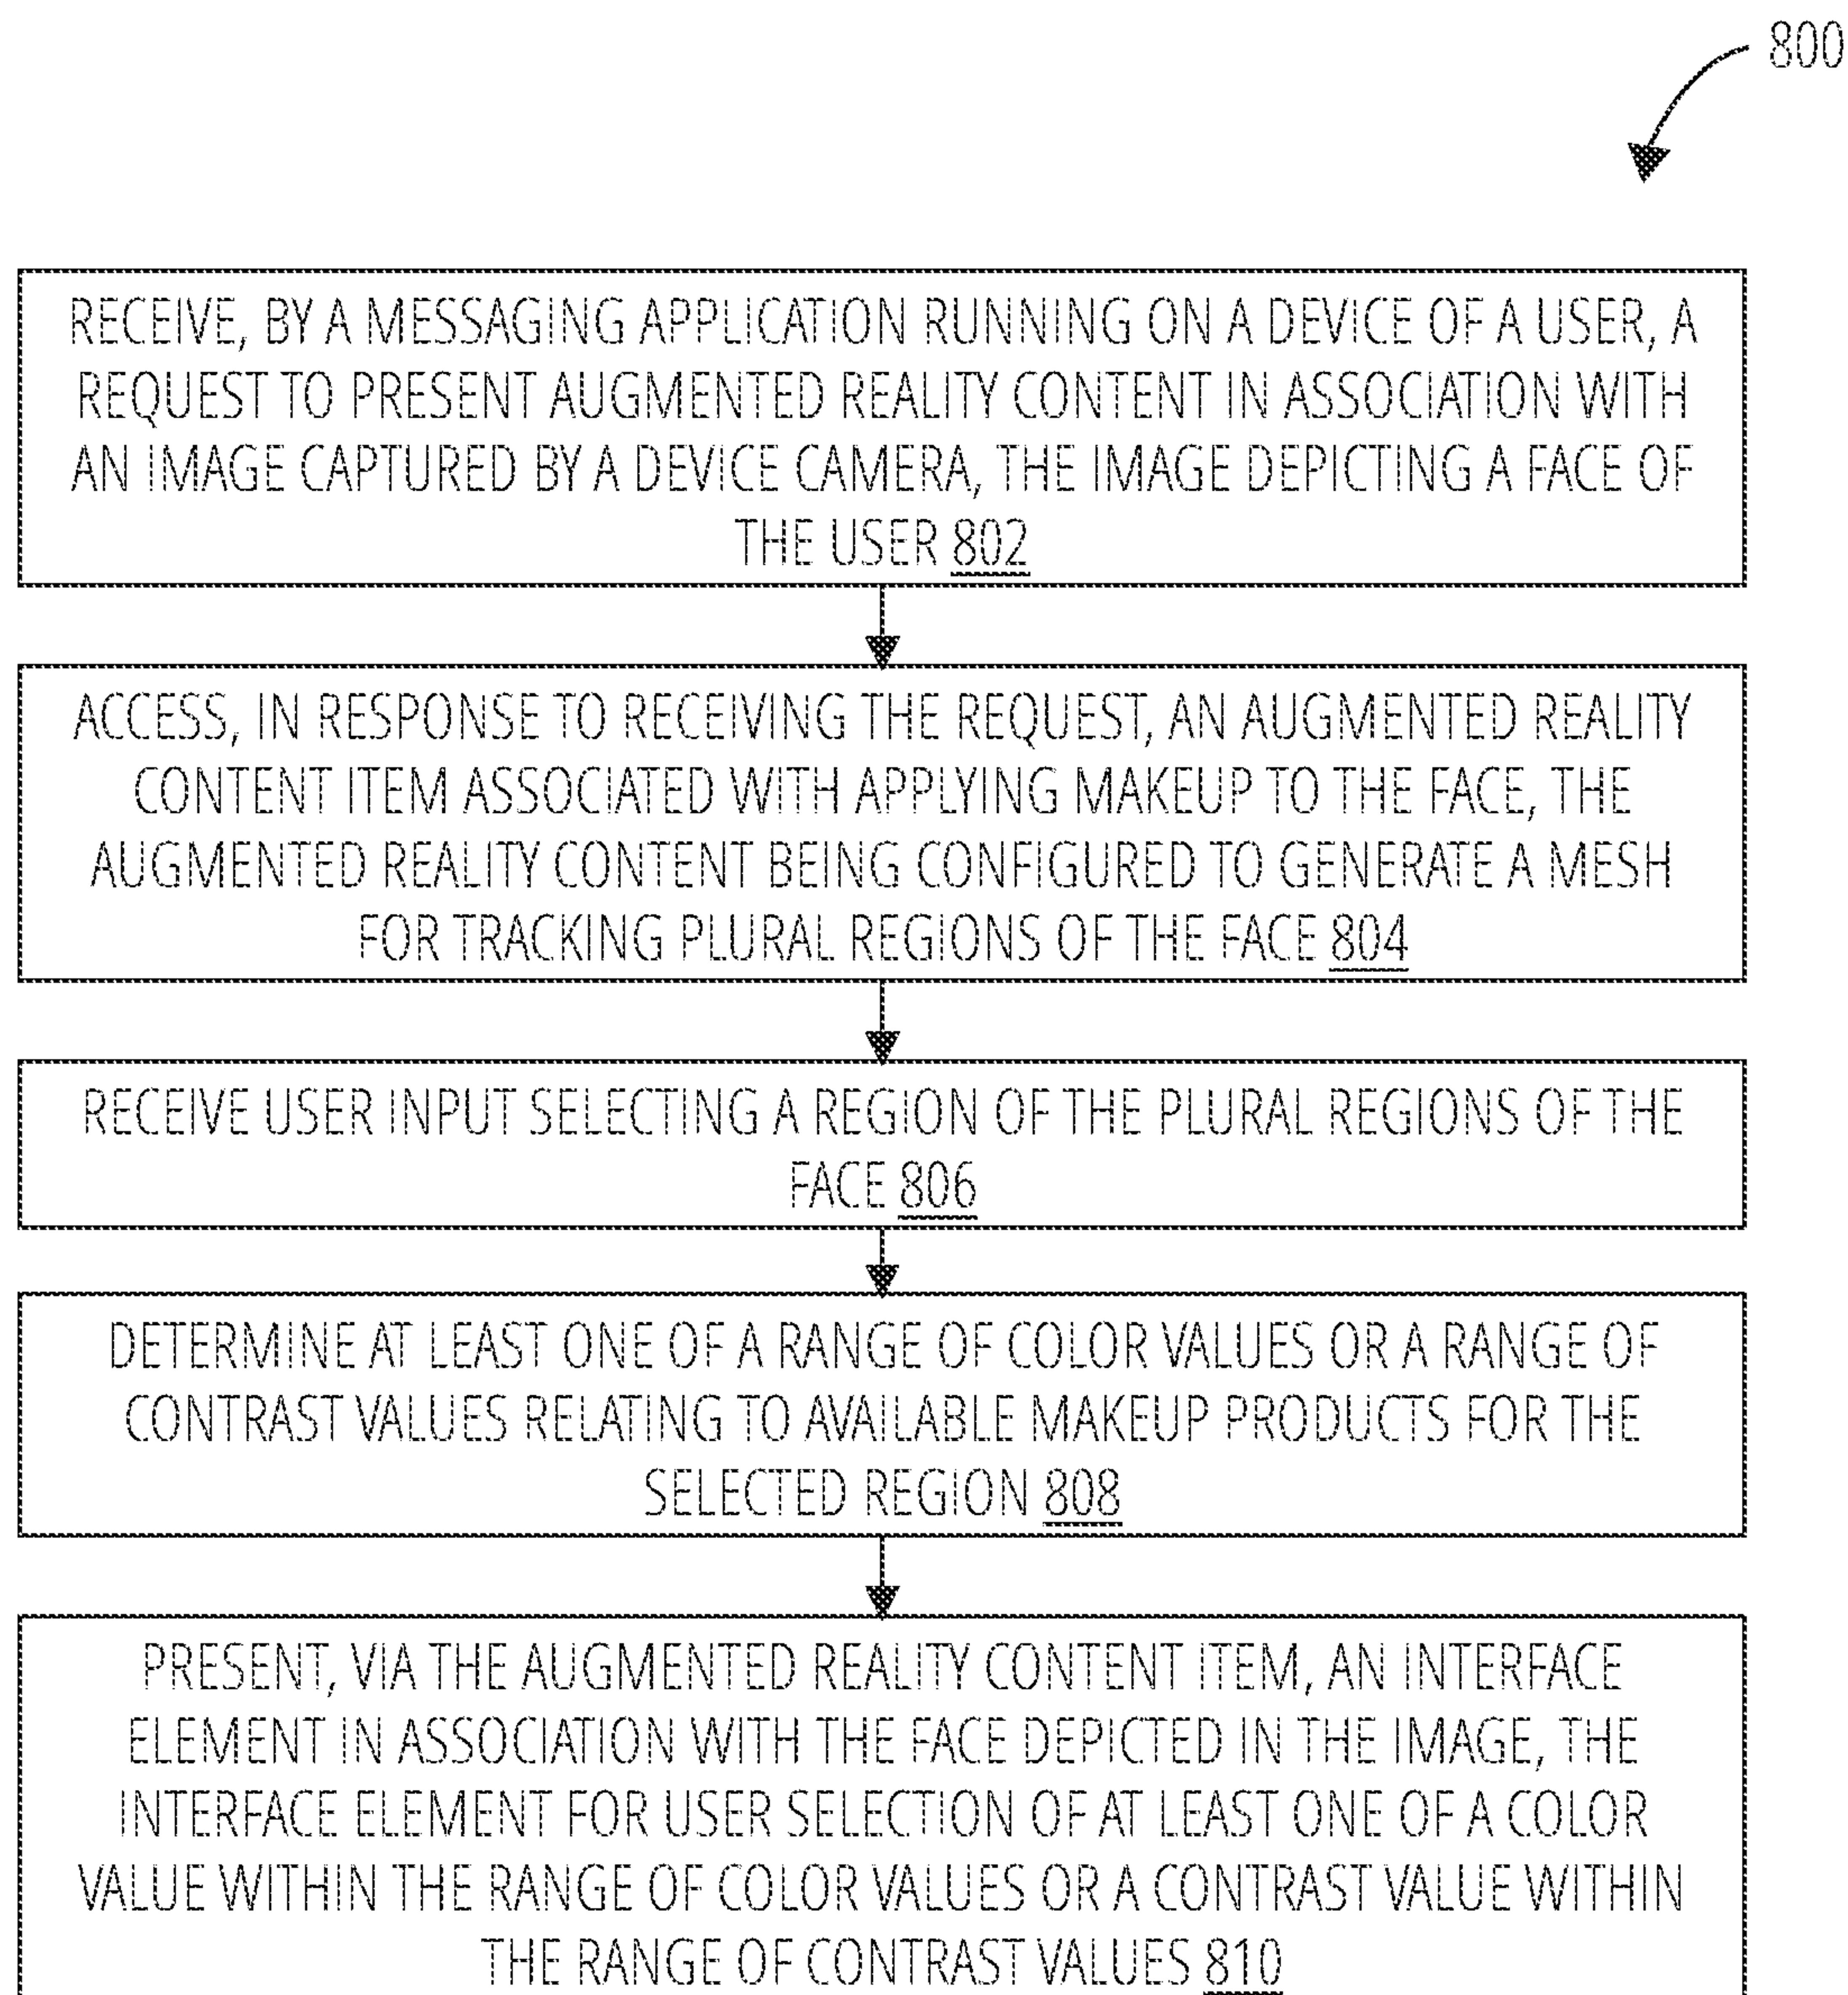 800
RECEIVE, BY A MESSAGING APPLICATION RUNNING ON A DEVICE OF A USER, A
REQUEST TO PRESENT AUGMENTED REALITY CONTENT IN ASSOCIATION WITH
AN IMAGE CAPTURED BY A DEVICE CAMERA, THE IMAGE DEPICTING A FACE OF
THE USER 802
ACCESS, IN RESPONSE TO RECEIVING THE REQUEST, AN AUGMENTED REALITY
CONTENT ITEM ASSOCIATED WITH APPLYING MAKEUP TO THE FACE, THE
AUGMENTED REALITY CONTENT BEING CONFIGURED TO GENERATE A MESH
FOR TRACKING PLURAL REGIONS OF THE FACE 804
RECEIVE USER INPUT SELECTING A REGION OF THE PLURAL REGIONS OF THE
FACE 806
DETERMINE AT LEAST ONE OF A RANGE OF COLOR VALUES OR A RANGE OF
CONTRAST VALUES RELATING TO AVAILABLE MAKEUP PRODUCTS FOR THE
SELECTED REGION 808
PRESENT, VIA THE AUGMENTED REALITY CONTENT ITEM, AN INTERFACE
ELEMENT IN ASSOCIATION WITH THE FACE DEPICTED IN THE IMAGE, THE
INTERFACE ELEMENT FOR USER SELECTION OF AT LEAST ONE OF A COLOR
VALUE WITHIN THE RANGE OF COLOR VALUES OR A CONTRAST VALUE WITHIN
THE RANGE OF CONTRAST VALUES 810